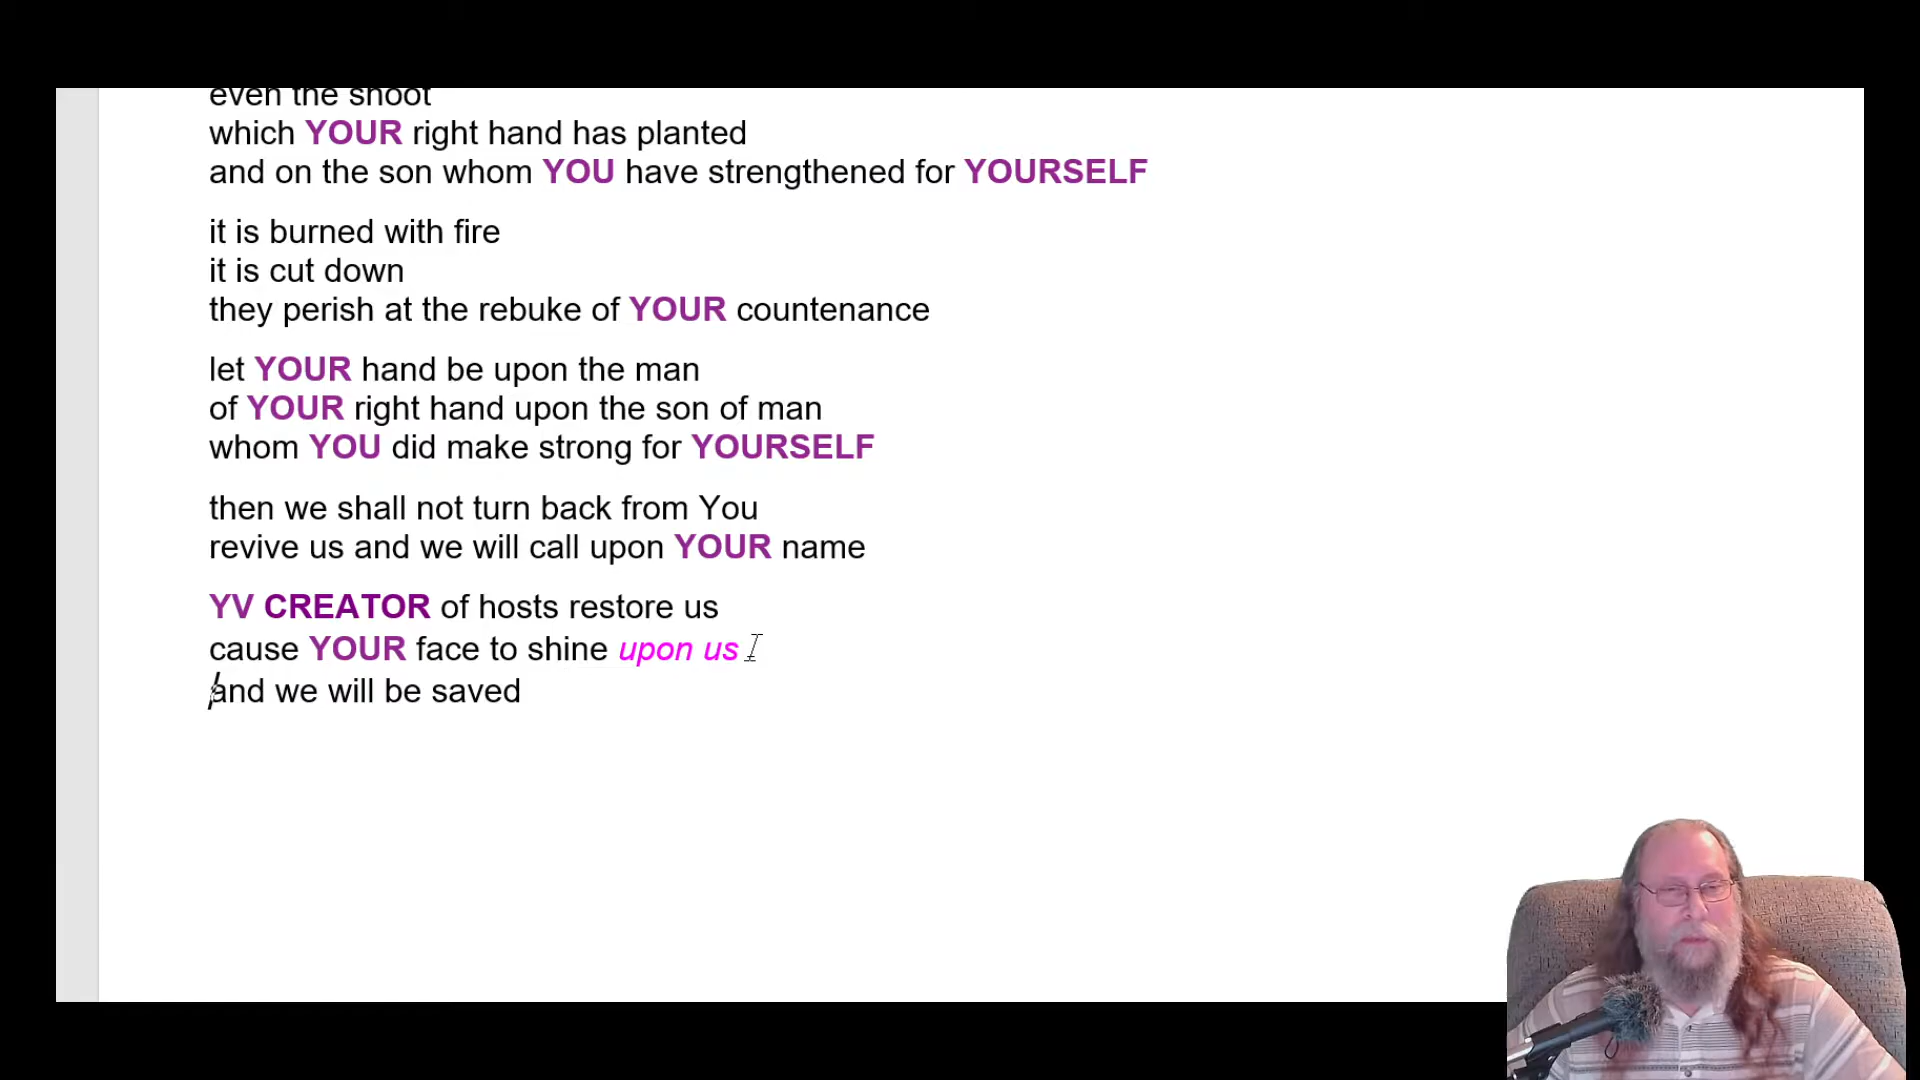 even the shoot
which YOUR right hand has planted
and on the son whom YOU have strengthened for YOURSELF
it is burned with fire
it is cut down
they perish at the rebuke of YOUR countenance
let YOUR hand be upon the man
of YOUR right hand upon the son of man
whom YOU did make strong for YOURSELF
then we shall not turn back from You
revive us and we will call upon YOUR name
YV CREATOR of hosts restore us
cause YOUR face to shine upon us
and we will be saved